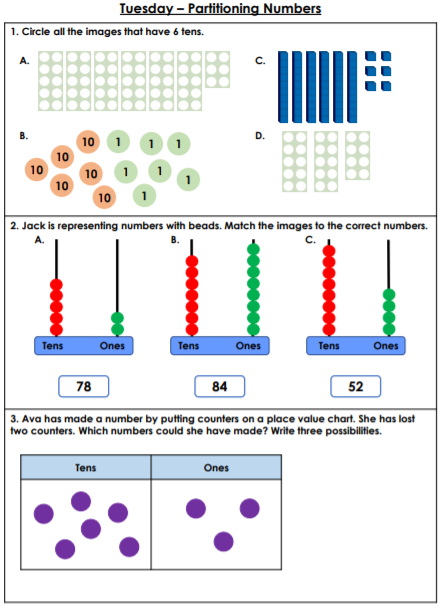 Tuesday – Partitioning Numbers
1. Circle all the images that have 6 tens.
A.
C.
B.
10 1 1 1
10
10 10 1 1
10 1
10 1
D.
2. Jack is representing numbers with beads. Match the images to the correct numbers.
A. B. C.
Tens Ones Tens Ones Tens Ones
78 84 52
3. Ava has made a number by putting counters on a place value chart. She has lost
two counters. Which numbers could she have made? Write three possibilities.
Tens Ones